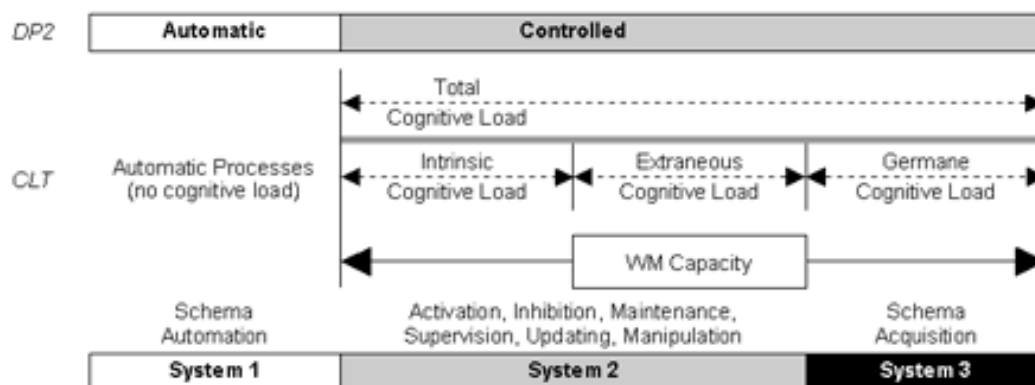 DP2 Automatic Controlled
Total
Cognitive Load
CLT
Automatic Processes
(no cognitive load)
Intrinsic
Cognitive Load
Extraneous
Cognitive Load
Germane
Cognitive Load
WM Capacity
Schema
Automation
Activation, Inhibition, Maintenance,
Supervision, Updating, Manipulation
Schema
Acquisition
System 1 System 2 System 3